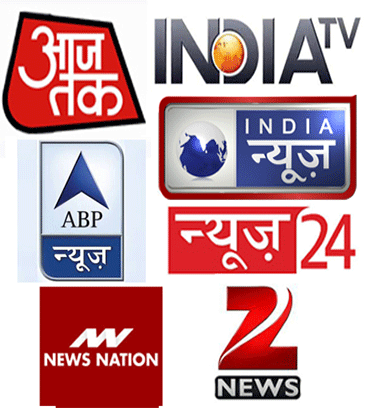 आज
तक
INDIA TV
INDIA
न्यूज़
ABP
न्यूज़
न्यूज़ 24
NEWS NATION
Z
NEWS